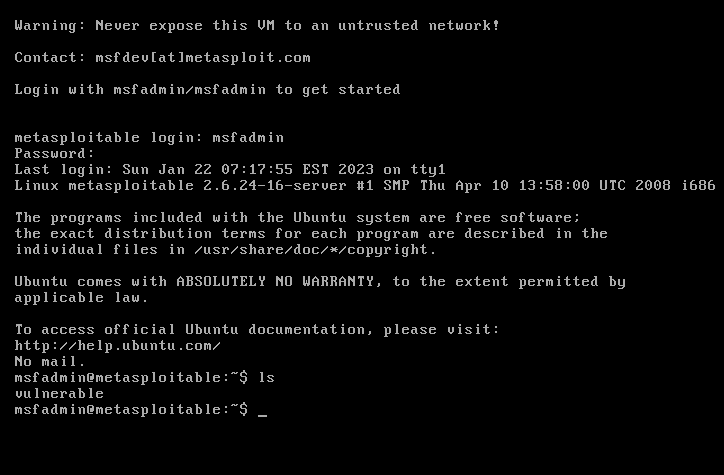 Warning: Never expose this VM to an untrusted network!
Contact: msfdev[at]metasploit.com
Login with msfadmin/msfadmin to get started
metasploitable login: msfadmin
Password:
Last login: Sun Jan 22 07:17:55 EST 2023 on tty1
Linux metasploitable 2.6.24-16-server #1 SMP Thu Apr 10 13:58:00 UTC 2008 i686
The programs included with the Ubuntu system are free software;
the exact distribution terms for each program are described in the
individual files in /usr/share/doc/*/copyright.
Ubuntu comes with ABSOLUTELY NO WARRANTY, to the extent permitted by
applicable law.
To access official Ubuntu documentation, please visit:
http://help.ubuntu.com/
No mail.
msfadmin@metasploitable:~$ ls
vulnerable
msfadmin@metasploitable:~$ _